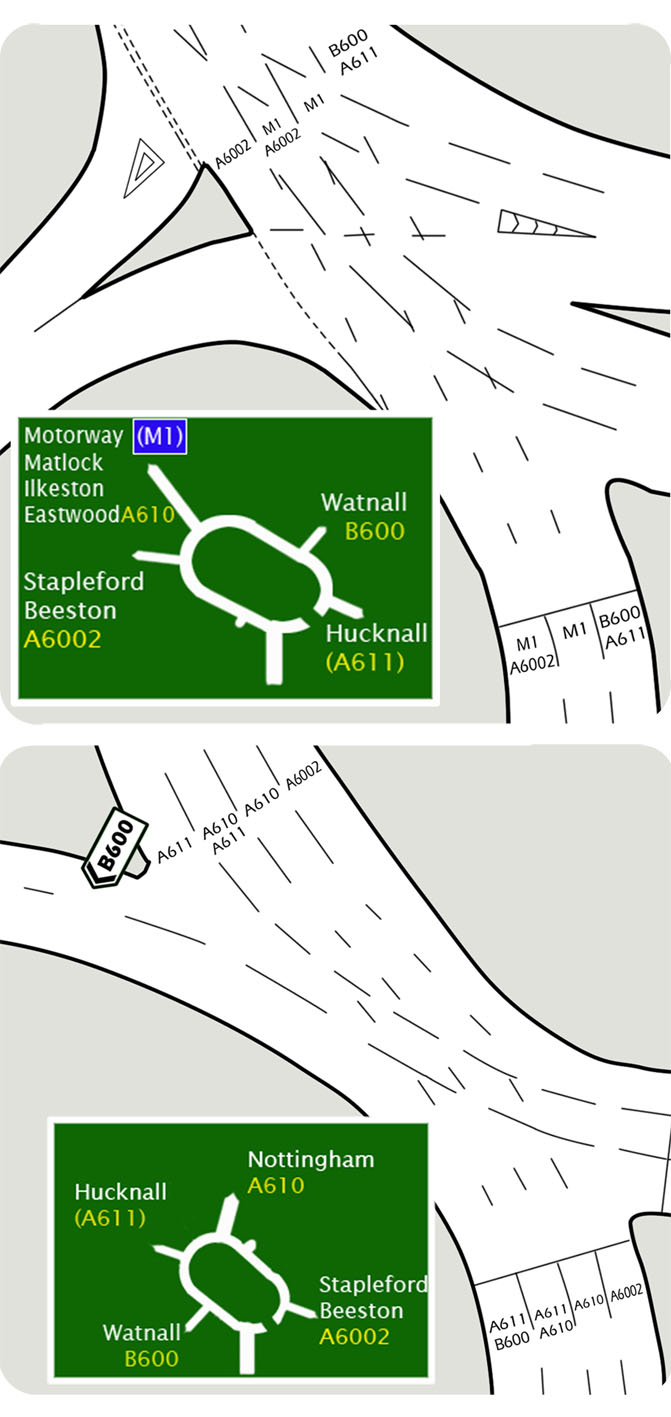 B600
A611
M1
M1
A6002
A6002
Motorway (M1)
Matlock
Ilkeston
Eastwood A610
Watnall
B600
Stapleford
Beeston
A6002
Hucknall
(A611)
M1
A6002
M1
B600
A611
A6002
A610
A610
A611
A611
B600
Nottingham
A610
Hucknall
(A611)
Stapleford
Beeston
A6002
Watnall
B600
A611
B600
A611
A610
A610
A6002